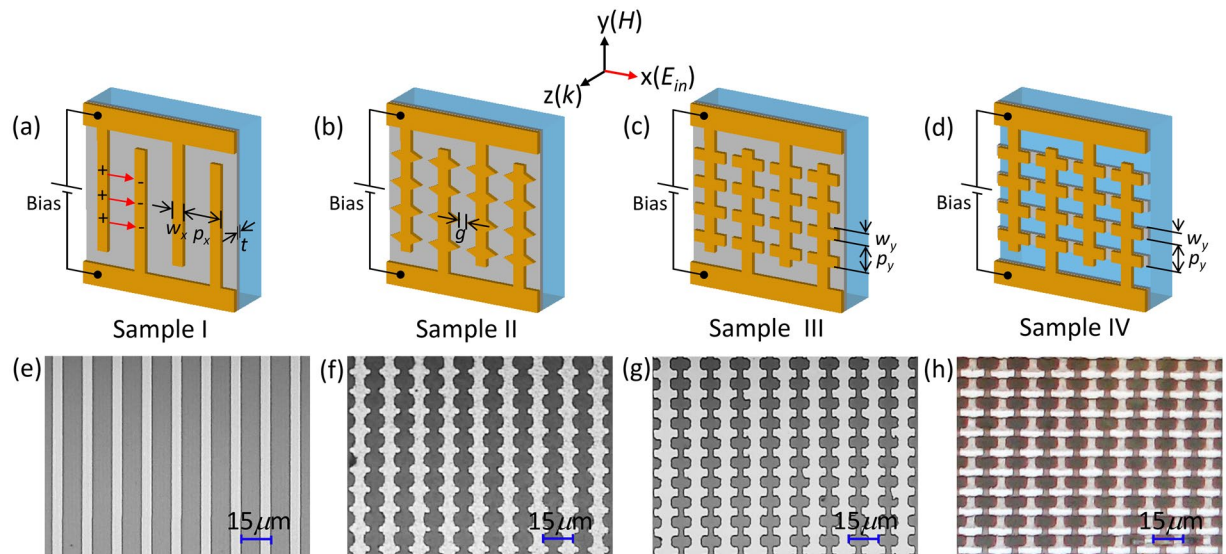 y(H)
x(E_in)
z(k)
(a)
(b)
(c)
(d)
Bias
+ -
+ -
+ -
w_x p_x t
Bias
g
Bias
w_y
p_y
Bias
w_y
p_y
Sample I
Sample II
Sample III
Sample IV
(e)
(f)
(g)
(h)
15μm
15μm
15μm
15μm